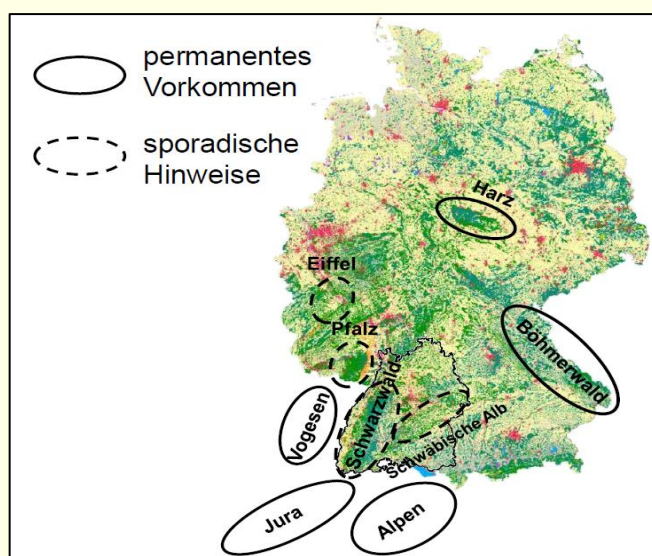 permanentes
Vorkommen
sporadische
Hinweise
Harz
Eiffel
Pfalz
Böhmerwald
Schwarzwald
Vogesen
Schwäbische Alb
Jura
Alpen